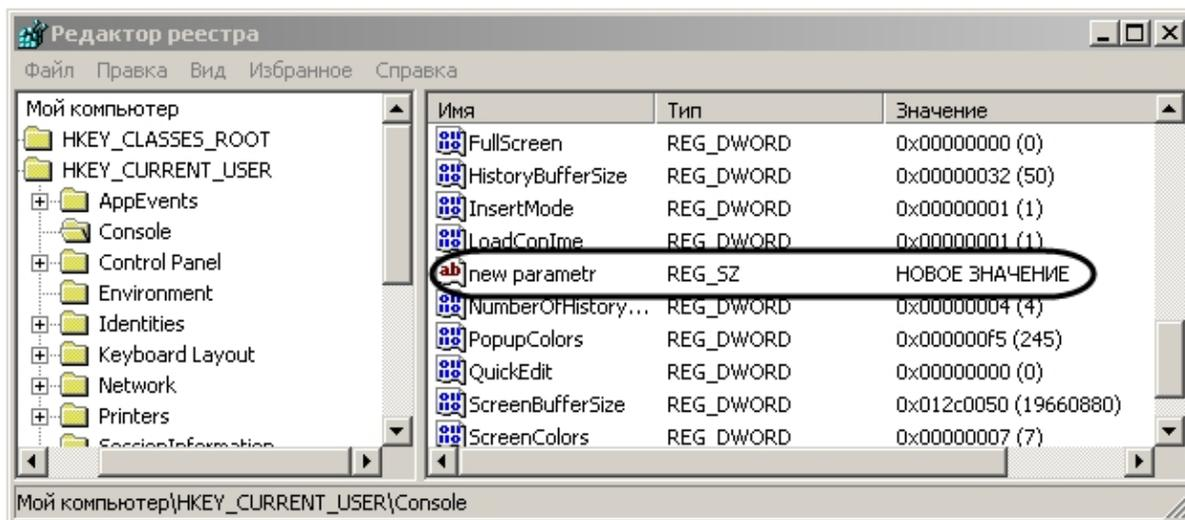 Редактор реестра
Файл Правка Вид Избранное Справка
Мой компьютер
HKEY_CLASSES_ROOT
HKEY_CURRENT_USER
AppEvents
Console
Control Panel
Environment
Identities
Keyboard Layout
Network
Printers
SessionInformation
Имя Тип Значение
FullScreen REG_DWORD 0x00000000 (0)
HistoryBufferSize REG_DWORD 0x00000032 (50)
InsertMode REG_DWORD 0x00000001 (1)
LoadConIme REG_DWORD 0x00000001 (1)
new parametr REG_SZ НОВОЕ ЗНАЧЕНИЕ
NumberOfHistory... REG_DWORD 0x00000004 (4)
PopupColors REG_DWORD 0x000000f5 (245)
QuickEdit REG_DWORD 0x00000000 (0)
ScreenBufferSize REG_DWORD 0x012c0050 (19660880)
ScreenColors REG_DWORD 0x00000007 (7)
Мой компьютер\HKEY_CURRENT_USER\Console